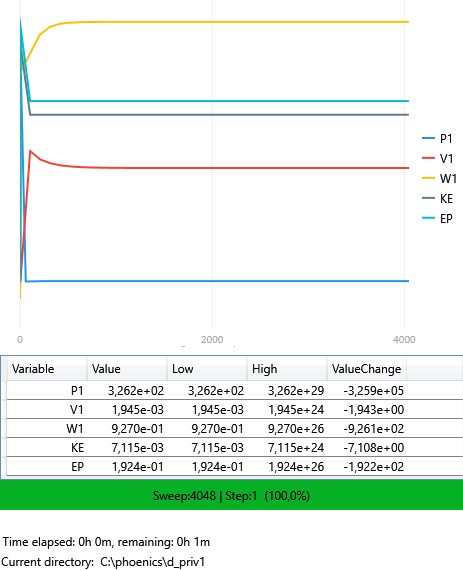 P1
V1
W1
KE
EP
0 2000 4000
Variable Value Low High ValueChange
P1 3,262e+02 3,262e+02 3,262e+29 -3,259e+05
V1 1,945e-03 1,945e-03 1,945e+24 -1,943e+00
W1 9,270e-01 9,270e-01 9,270e+26 -9,261e+02
KE 7,115e-03 7,115e-03 7,115e+24 -7,108e+00
EP 1,924e-01 1,924e-01 1,924e+26 -1,922e+02
Sweep:4048 | Step:1 (100,0%)
Time elapsed: 0h 0m, remaining: 0h 1m
Current directory: C:\phoenics\d_priv1